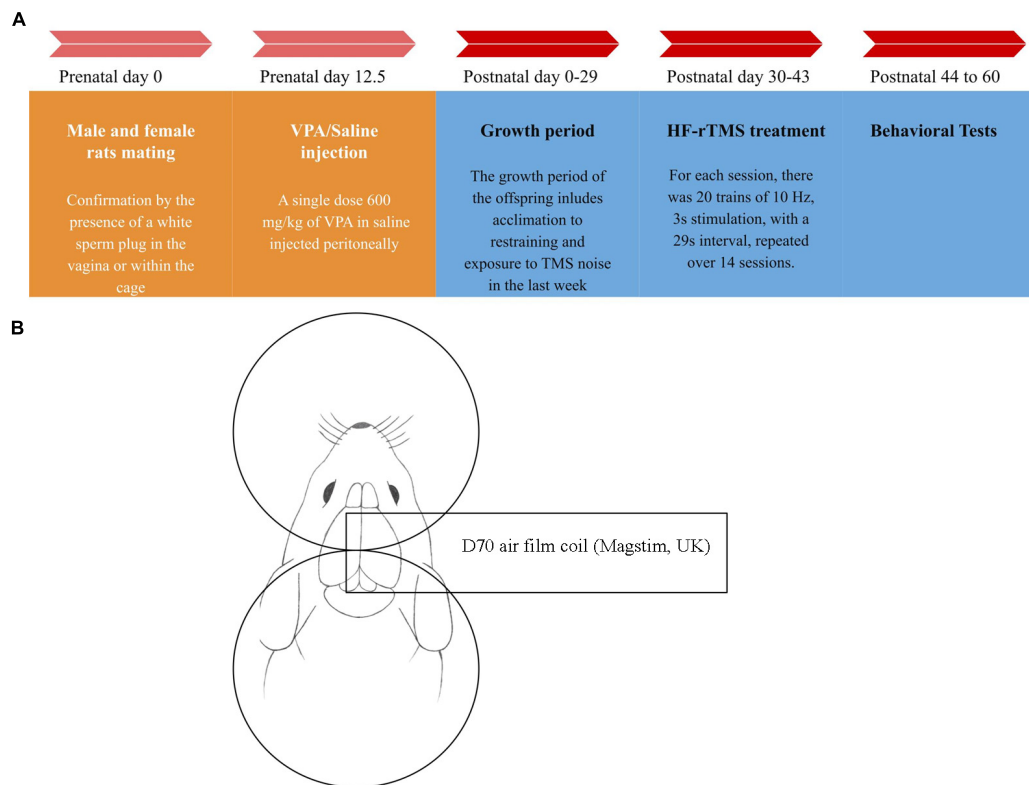 A
Prenatal day 0
Prenatal day 12.5
Postnatal day 0-29
Postnatal day 30-43
Postnatal 44 to 60
Male and female
rats mating
Confirmation by the
presence of a white
sperm plug in the
vagina or within the
cage
VPA/Saline
injection
A single dose 600
mg/kg of VPA in saline
injected peritoneally
Growth period
The growth period of
the offspring inludes
acclimation to
restraining and
exposure to TMS noise
in the last week
HF-rTMS treatment
For each session, there
was 20 trains of 10 Hz,
3s stimulation, with a
29s interval, repeated
over 14 sessions.
Behavioral Tests
B
D70 air film coil (Magstim, UK)